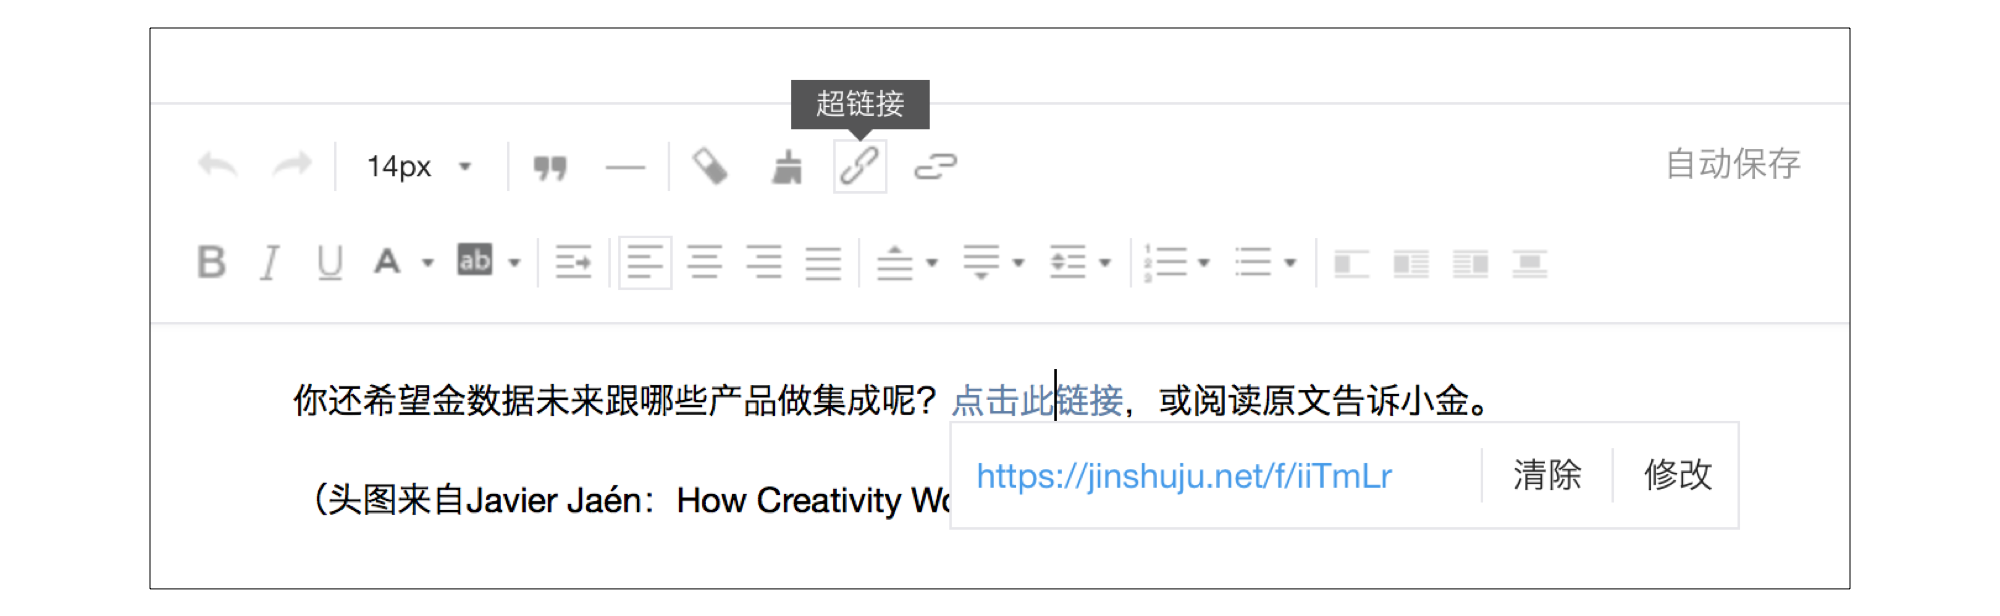 超链接
14px
自动保存
B I U A ab
你还希望金数据未来跟哪些产品做集成呢？点击此链接，或阅读原文告诉小金。
https://jinshuju.net/f/iiTmLr 清除 修改
（头图来自Javier Jaén：How Creativity